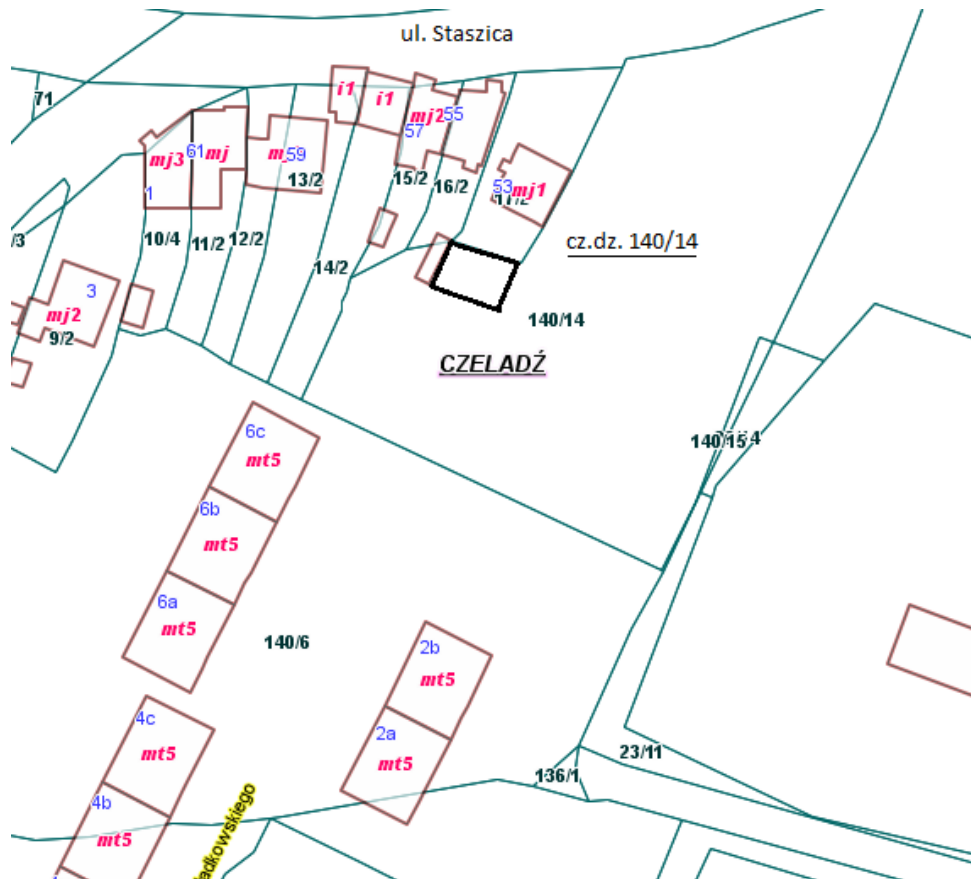 ul. Staszica
71
i1
i1
mj2
55
57
61
mj3
mj
59
13/2
1
15/2
16/2
53
mj1
/3
10/4
11/2
12/2
14/2
cz.dz. 140/14
3
mj2
9/2
140/14
CZELADŹ
6c
mt5
140/15
6b
mt5
6a
mt5
140/6
2b
mt5
4c
mt5
2a
mt5
23/11
136/1
4b
mt5
adkowskiego